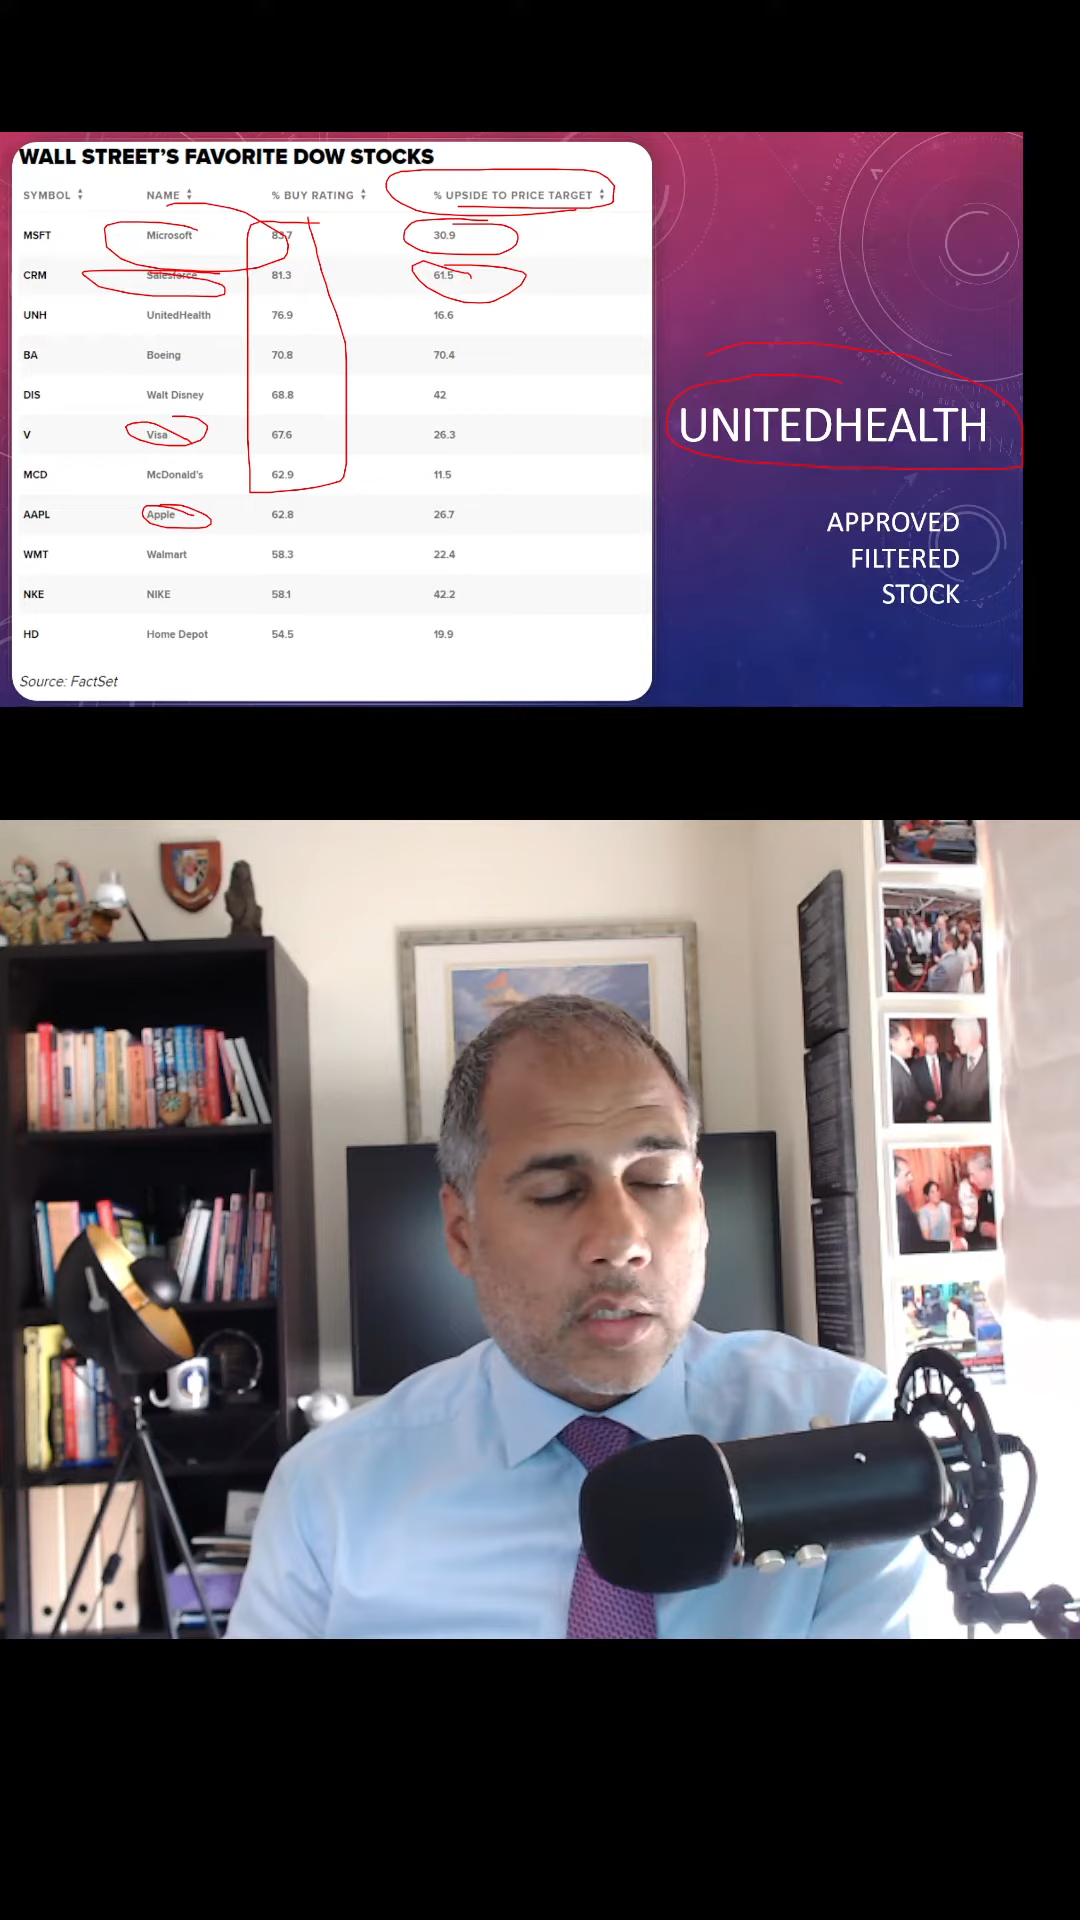 WALL STREET'S FAVORITE DOW STOCKS
SYMBOL NAME % BUY RATING % UPSIDE TO PRICE TARGET
MSFT Microsoft 83.7 30.9
CRM Salesforce 81.3 61.5
UNH UnitedHealth 76.9 16.6
BA Boeing 70.8 70.4
DIS Walt Disney 68.8 42
V Visa 67.6 26.3
MCD McDonald's 62.9 11.5
AAPL Apple 62.8 26.7
WMT Walmart 58.3 22.4
NKE NIKE 58.1 42.2
HD Home Depot 54.5 19.9
Source: FactSet
UNITEDHEALTH
APPROVED
FILTERED
STOCK